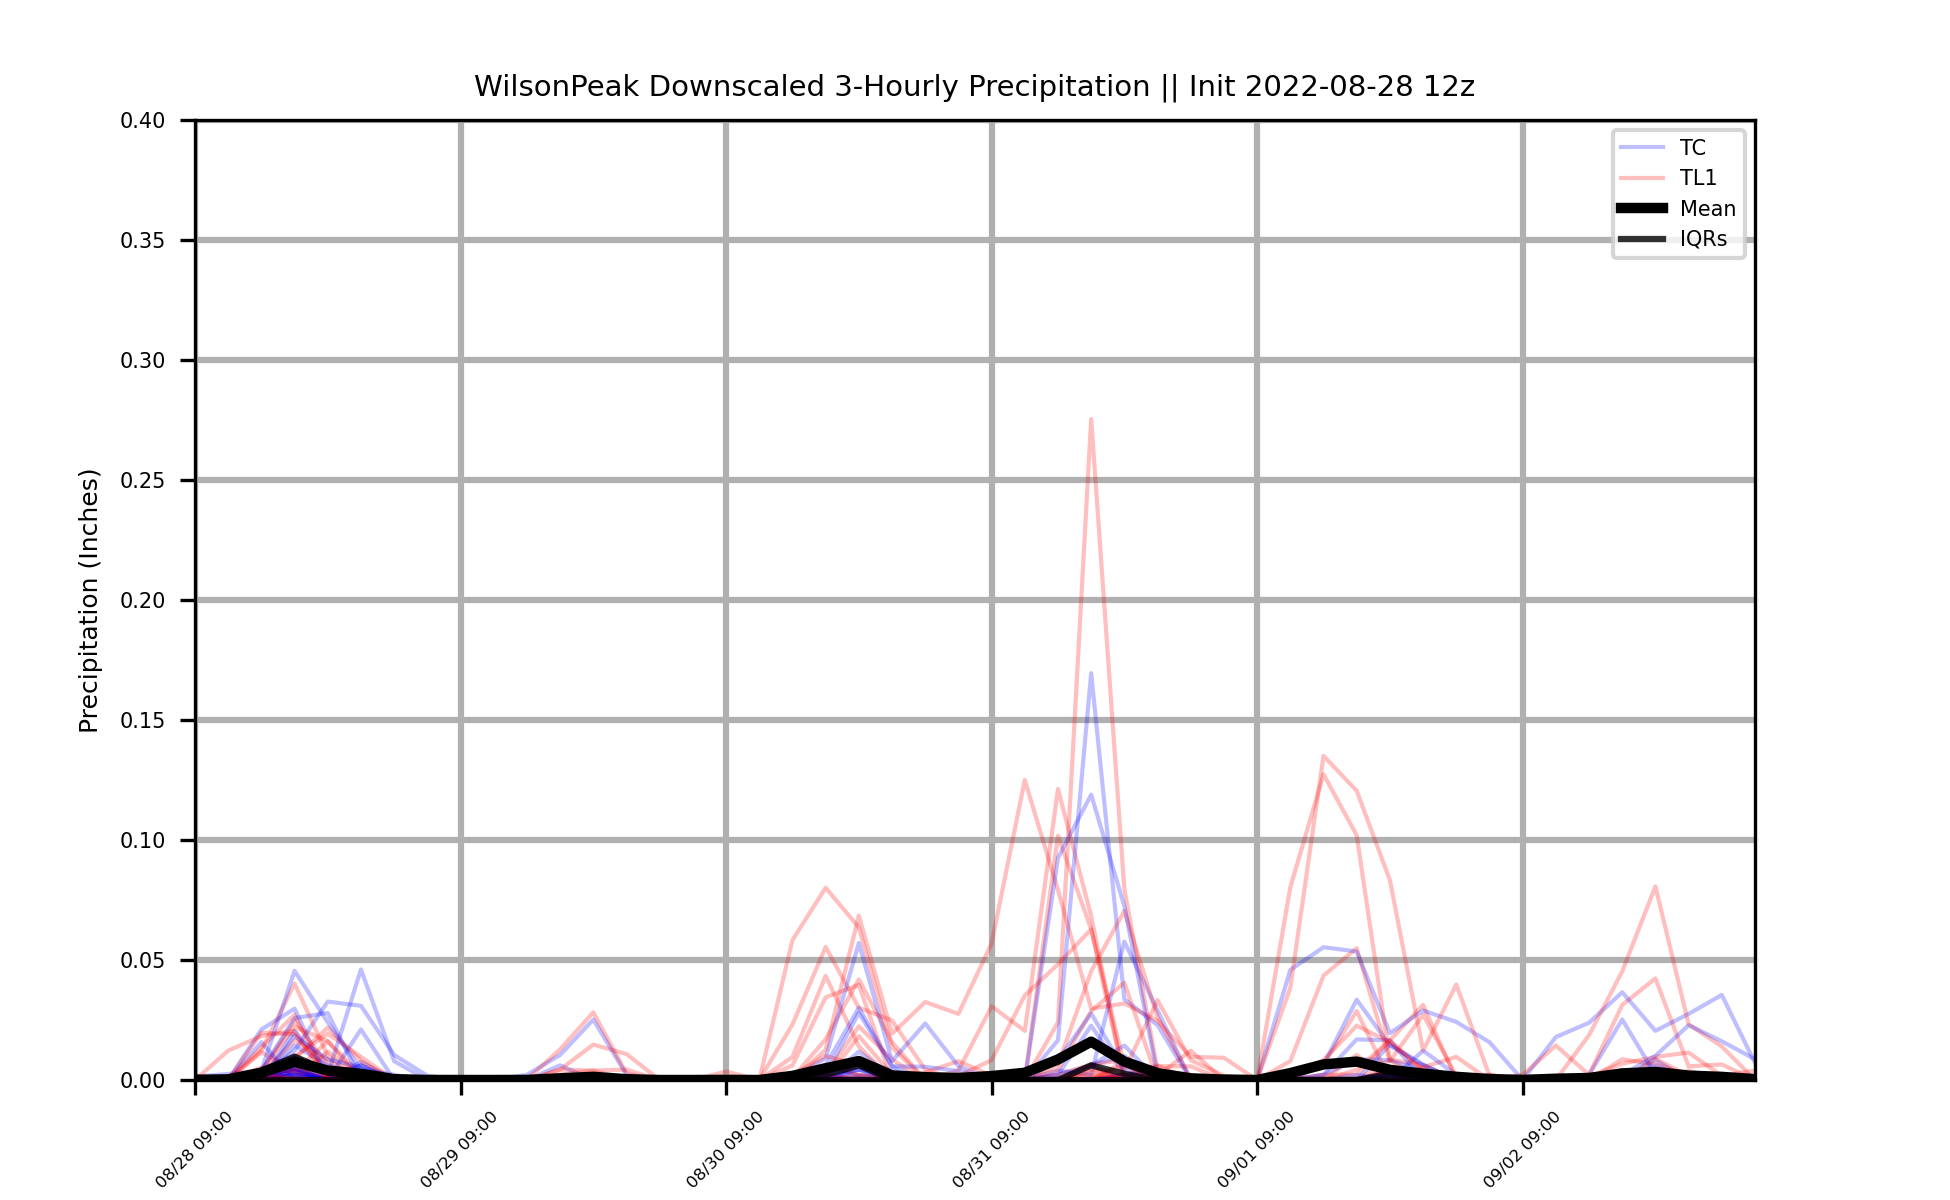 WilsonPeak Downscaled 3-Hourly Precipitation || Init 2022-08-28 12z
Precipitation (Inches)
0.40
0.35
0.30
0.25
0.20
0.15
0.10
0.05
0.00
TC
TL1
Mean
IQRs
08/28 09:00
08/29 09:00
08/30 09:00
08/31 09:00
09/01 09:00
09/02 09:00